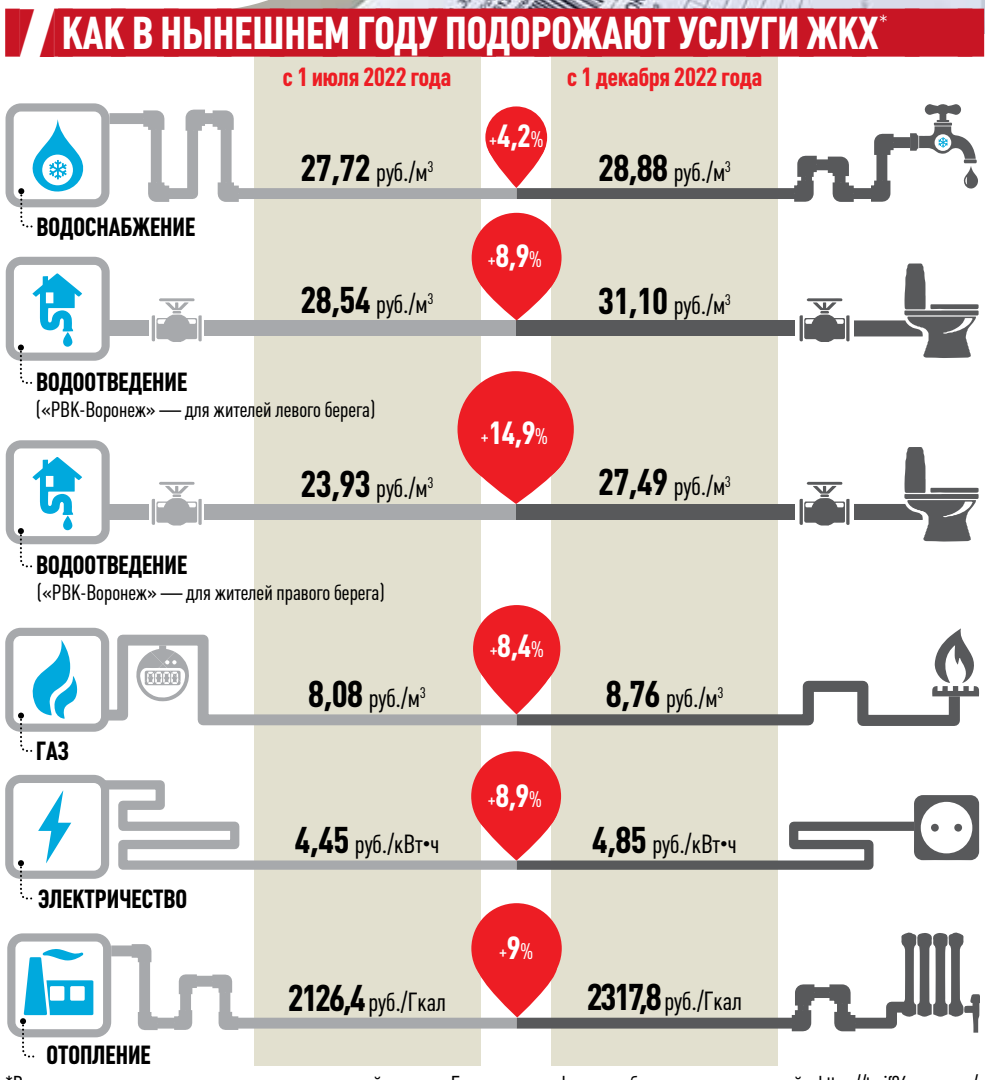 КАК В НЫНЕШНЕМ ГОДУ ПОДОРОЖАЮТ УСЛУГИ ЖКХ*
с 1 июля 2022 года
с 1 декабря 2022 года
27,72 руб./м³
+4,2%
28,88 руб./м³
ВОДОСНАБЖЕНИЕ
28,54 руб./м³
+8,9%
31,10 руб./м³
ВОДООТВЕДЕНИЕ
(«РВК-Воронеж» — для жителей левого берега)
23,93 руб./м³
+14,9%
27,49 руб./м³
ВОДООТВЕДЕНИЕ
(«РВК-Воронеж» — для жителей правого берега)
8,08 руб./м³
+8,4%
8,76 руб./м³
ГАЗ
4,45 руб./кВт•ч
+8,9%
4,85 руб./кВт•ч
ЭЛЕКТРИЧЕСТВО
2126,4 руб./Гкал
+9%
2317,8 руб./Гкал
ОТОПЛЕНИЕ